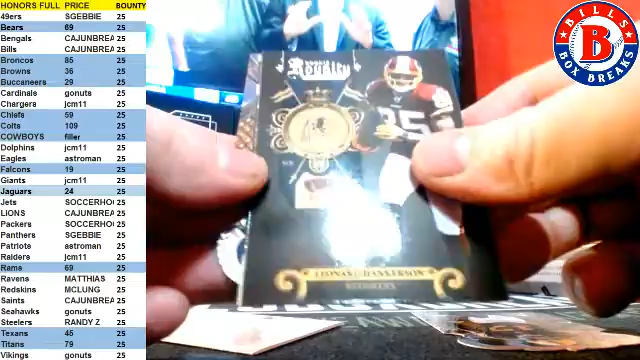 HONORS FULL PRICE BOUNTY
49ers SGEBBIE 25
Bears 69 25
Bengals CAJUNBREA 25
Bills CAJUNBREA 25
Broncos 85 25
Browns 36 25
Buccaneers 29 25
Cardinals gonuts 25
Chargers jcm11 25
Chiefs 59 25
Colts 109 25
COWBOYS filler 25
Dolphins jcm11 25
Eagles astroman 25
Falcons 19 25
Giants jcm11 25
Jaguars 24 25
Jets SOCCERHO 25
LIONS CAJUNBREA 25
Packers SOCCERHO 25
Panthers SGEBBIE 25
Patriots astroman 25
Raiders jcm11 25
Rams 69 25
Ravens MATTHIAS 25
Redskins MCLUNG 25
Saints CAJUNBREA 25
Seahawks gonuts 25
Steelers RANDY Z 25
Texans 45 25
Titans 79 25
Vikings gonuts 25
BILLS
B
BOX BREAKS
Royalty
85
LEONARD HANKERSON